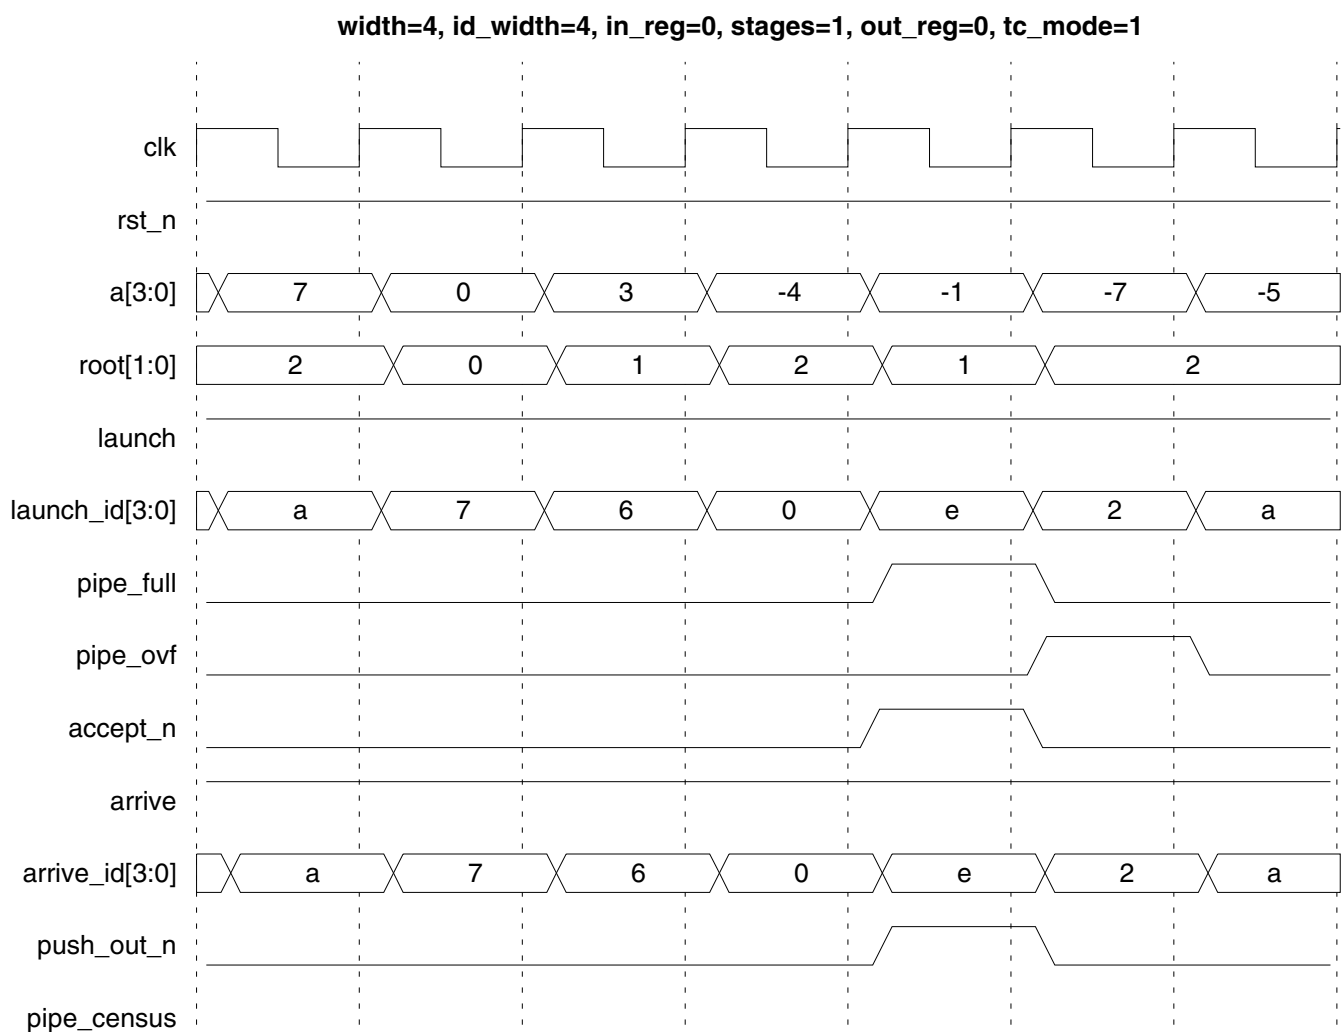 width=4, id_width=4, in_reg=0, stages=1, out_reg=0, tc_mode=1
clk
rst_n
a[3:0] 7 0 3 -4 -1 -7 -5
root[1:0] 2 0 1 2 1 2
launch
launch_id[3:0] a 7 6 0 e 2 a
pipe_full
pipe_ovf
accept_n
arrive
arrive_id[3:0] a 7 6 0 e 2 a
push_out_n
pipe_census